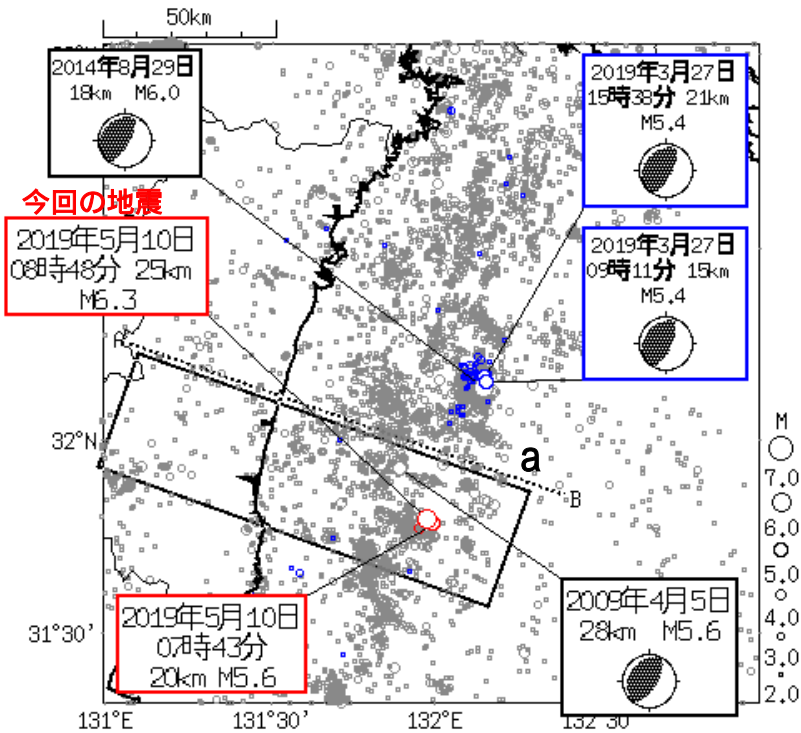 50km
2014年8月29日
18km M6.0
2019年3月27日
15時38分 21km
M5.4
今回の地震
2019年5月10日
08時48分 25km
M6.3
2019年3月27日
09時11分 15km
M5.4
A
32°N
a
B
M
7.0
6.0
5.0
4.0
3.0
2.0
2009年4月5日
28km M5.6
2019年5月10日
07時43分
20km M5.6
31°30'
131°E
131°30'
132°E
132°30'